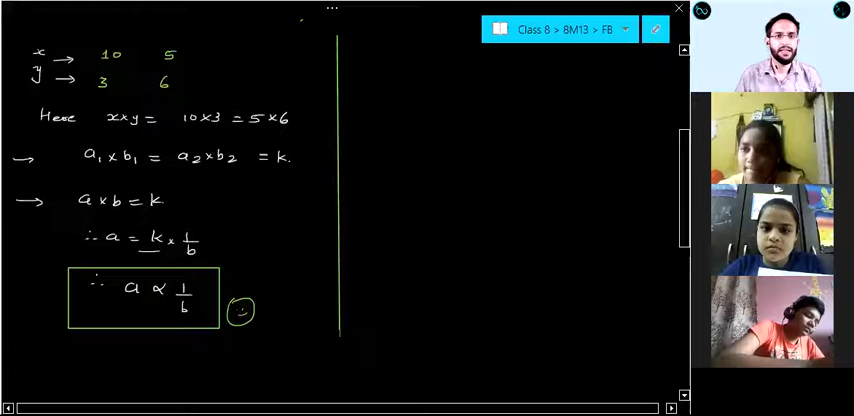 ...
Class 8 > 8M13 > FB
x → 10 5
y → 3 6
Here x×y = 10×3 = 5×6
→ a₁×b₁ = a₂×b₂ = k.
→ a×b = k
∴ a = k × 1/b
∴ a ∝ 1/b